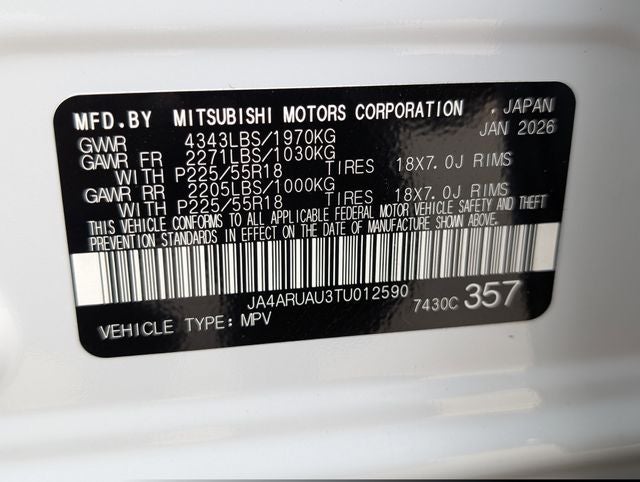 MFD.BY MITSUBISHI MOTORS CORPORATION , JAPAN
GVWR 4343LBS/1970KG JAN 2026
GAWR FR 2271LBS/1030KG
WITH P225/55R18 TIRES 18X7.0J RIMS
GAWR RR 2205LBS/1000KG
WITH P225/55R18 TIRES 18X7.0J RIMS
THIS VEHICLE CONFORMS TO ALL APPLICABLE FEDERAL MOTOR VEHICLE SAFETY AND THEFT
PREVENTION STANDARDS IN EFFECT ON THE DATE OF MANUFACTURE SHOWN ABOVE.
JA4ARUAU3TU012590
VEHICLE TYPE: MPV 7430C 357